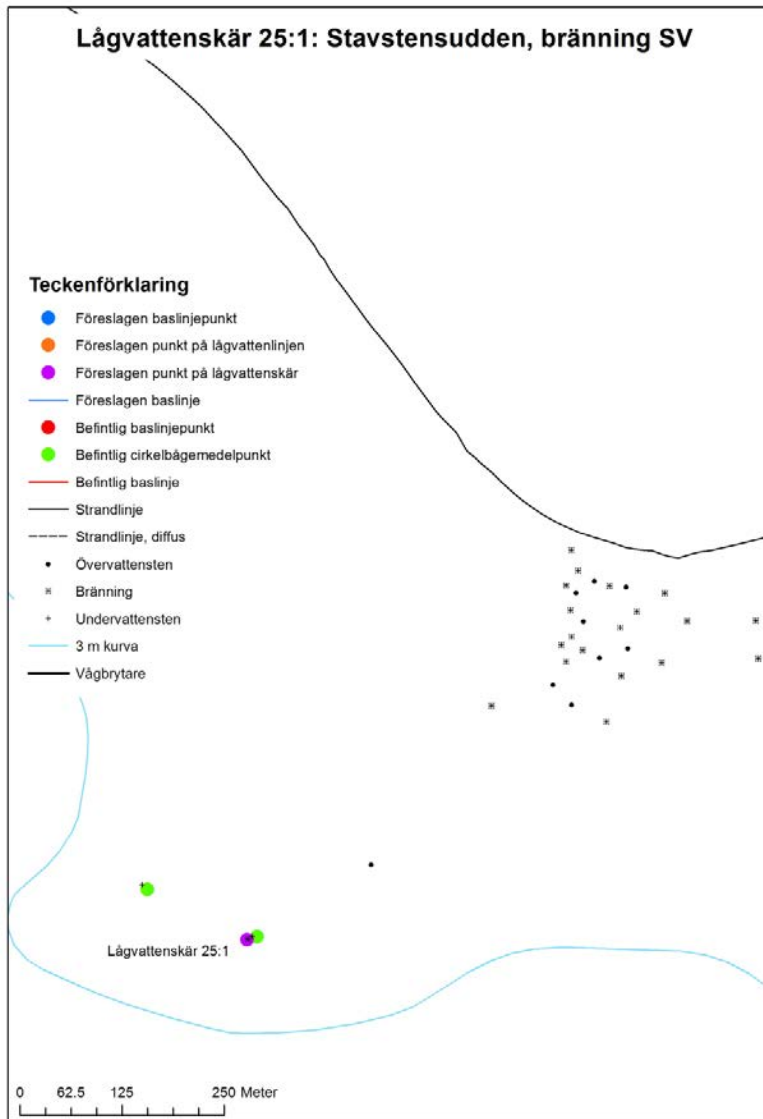 Lågvattenskär 25:1: Stavstensudden, bränning SV
Teckenförklaring
Föreslagen baslinjepunkt
Föreslagen punkt på lågvattenlinjen
Föreslagen punkt på lågvattenskär
Föreslagen baslinje
Befintlig baslinjepunkt
Befintlig cirkelbågemedelpunkt
Befintlig baslinje
Strandlinje
Strandlinje, diffus
Övervattensten
Bränning
Undervattensten
3 m kurva
Vågbrytare
Lågvattenskär 25:1
0 62.5 125 250 Meter